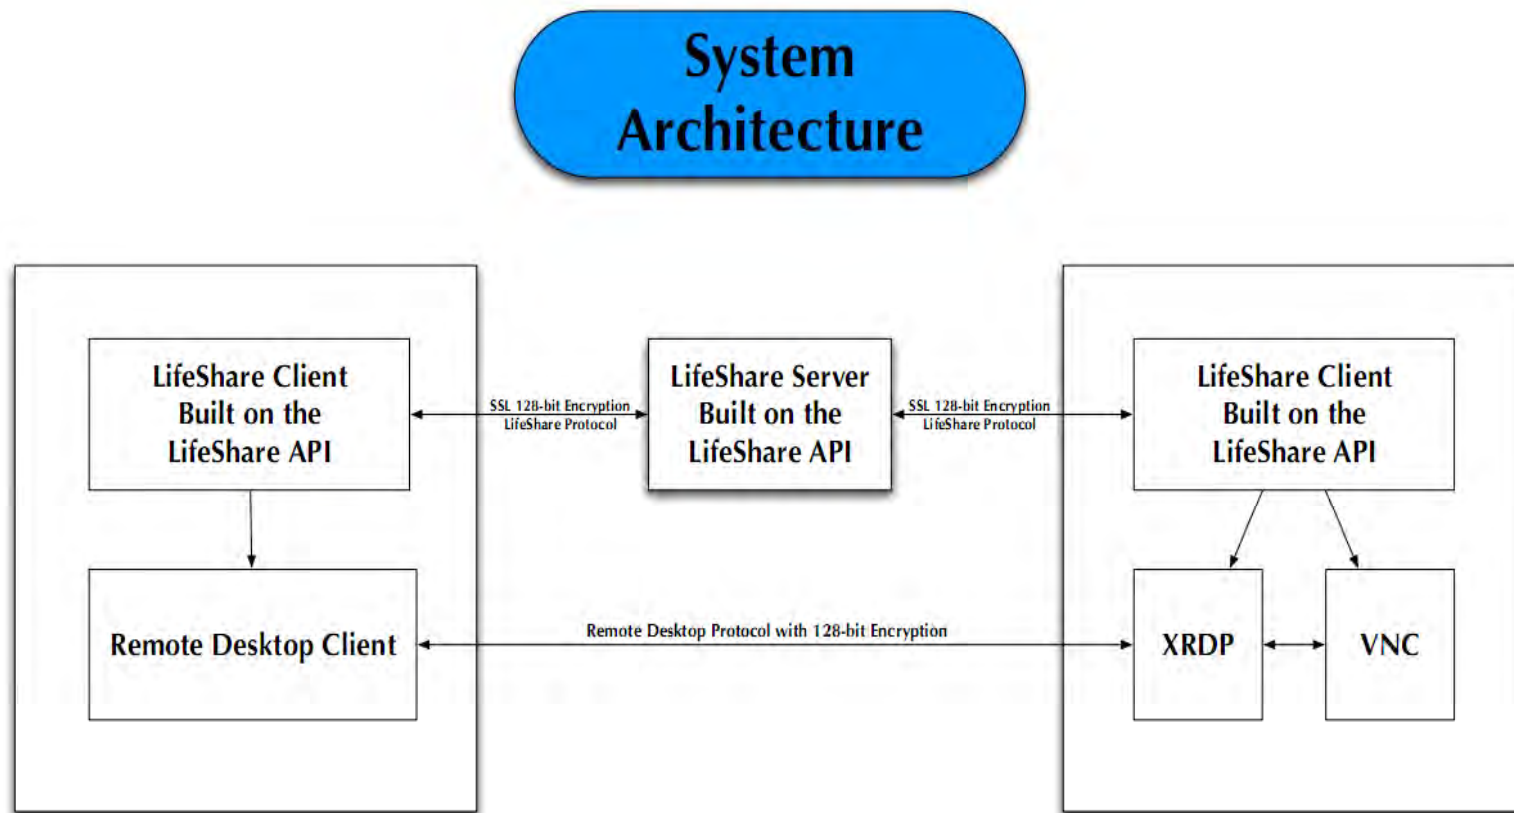 System
Architecture
LifeShare Client
Built on the
LifeShare API
SSL 128-bit Encryption
LifeShare Protocol
LifeShare Server
Built on the
LifeShare API
SSL 128-bit Encryption
LifeShare Protocol
LifeShare Client
Built on the
LifeShare API
Remote Desktop Client
Remote Desktop Protocol with 128-bit Encryption
XRDP
VNC